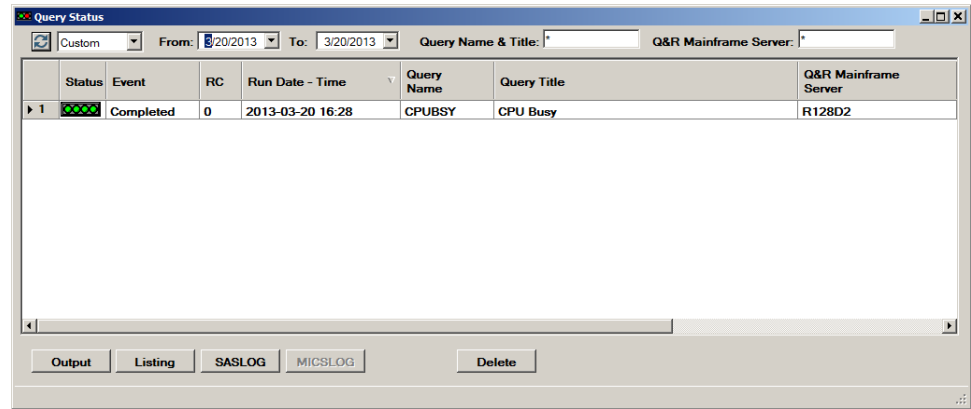 Query Status
Custom From: 3/20/2013 To: 3/20/2013 Query Name & Title: * Q&R Mainframe Server: *
Status Event RC Run Date - Time Query Name Query Title Q&R Mainframe Server
1 Completed 0 2013-03-20 16:28 CPUBSY CPU Busy R128D2
Output Listing SASLOG MICSLOG Delete